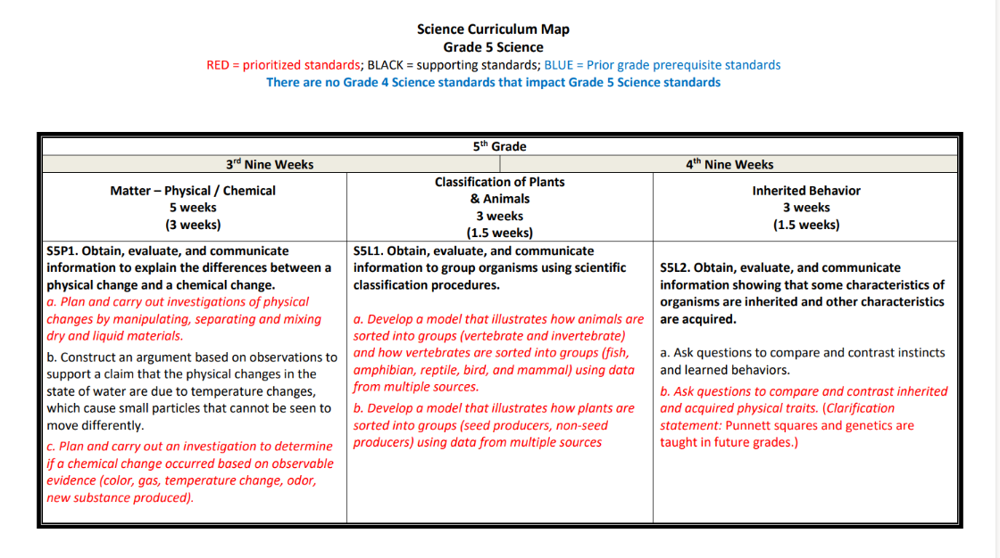 Science Curriculum Map
Grade 5 Science
RED = prioritized standards; BLACK = supporting standards; BLUE = Prior grade prerequisite standards
There are no Grade 4 Science standards that impact Grade 5 Science standards
5th Grade
3rd Nine Weeks
4th Nine Weeks
Matter – Physical / Chemical
5 weeks
(3 weeks)
Classification of Plants
& Animals
3 weeks
(1.5 weeks)
Inherited Behavior
3 weeks
(1.5 weeks)
S5P1. Obtain, evaluate, and communicate
information to explain the differences between a
physical change and a chemical change.
a. Plan and carry out investigations of physical
changes by manipulating, separating and mixing
dry and liquid materials.
b. Construct an argument based on observations to
support a claim that the physical changes in the
state of water are due to temperature changes,
which cause small particles that cannot be seen to
move differently.
c. Plan and carry out an investigation to determine
if a chemical change occurred based on observable
evidence (color, gas, temperature change, odor,
new substance produced).
S5L1. Obtain, evaluate, and communicate
information to group organisms using scientific
classification procedures.
a. Develop a model that illustrates how animals are
sorted into groups (vertebrate and invertebrate)
and how vertebrates are sorted into groups (fish,
amphibian, reptile, bird, and mammal) using data
from multiple sources.
b. Develop a model that illustrates how plants are
sorted into groups (seed producers, non-seed
producers) using data from multiple sources
S5L2. Obtain, evaluate, and communicate
information showing that some characteristics of
organisms are inherited and other characteristics
are acquired.
a. Ask questions to compare and contrast instincts
and learned behaviors.
b. Ask questions to compare and contrast inherited
and acquired physical traits. (Clarification
statement: Punnett squares and genetics are
taught in future grades.)